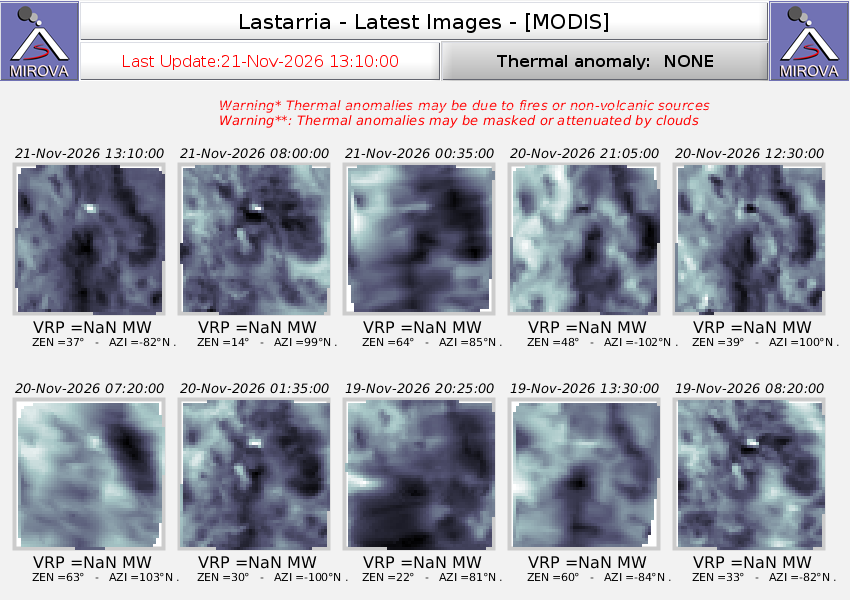 Lastarria - Latest Images - [MODIS]
MIROVA
Last Update:21-Nov-2026 13:10:00
Thermal anomaly: NONE
MIROVA
Warning* Thermal anomalies may be due to fires or non-volcanic sources
Warning**: Thermal anomalies may be masked or attenuated by clouds
21-Nov-2026 13:10:00 21-Nov-2026 08:00:00 21-Nov-2026 00:35:00 20-Nov-2026 21:05:00 20-Nov-2026 12:30:00
VRP =NaN MW VRP =NaN MW VRP =NaN MW VRP =NaN MW VRP =NaN MW
ZEN =37° - AZI =-82°N . ZEN =14° - AZI =99°N . ZEN =64° - AZI =85°N . ZEN =48° - AZI =-102°N . ZEN =39° - AZI =100°N .
20-Nov-2026 07:20:00 20-Nov-2026 01:35:00 19-Nov-2026 20:25:00 19-Nov-2026 13:30:00 19-Nov-2026 08:20:00
VRP =NaN MW VRP =NaN MW VRP =NaN MW VRP =NaN MW VRP =NaN MW
ZEN =63° - AZI =103°N . ZEN =30° - AZI =-100°N . ZEN =22° - AZI =81°N . ZEN =60° - AZI =-84°N . ZEN =33° - AZI =-82°N .